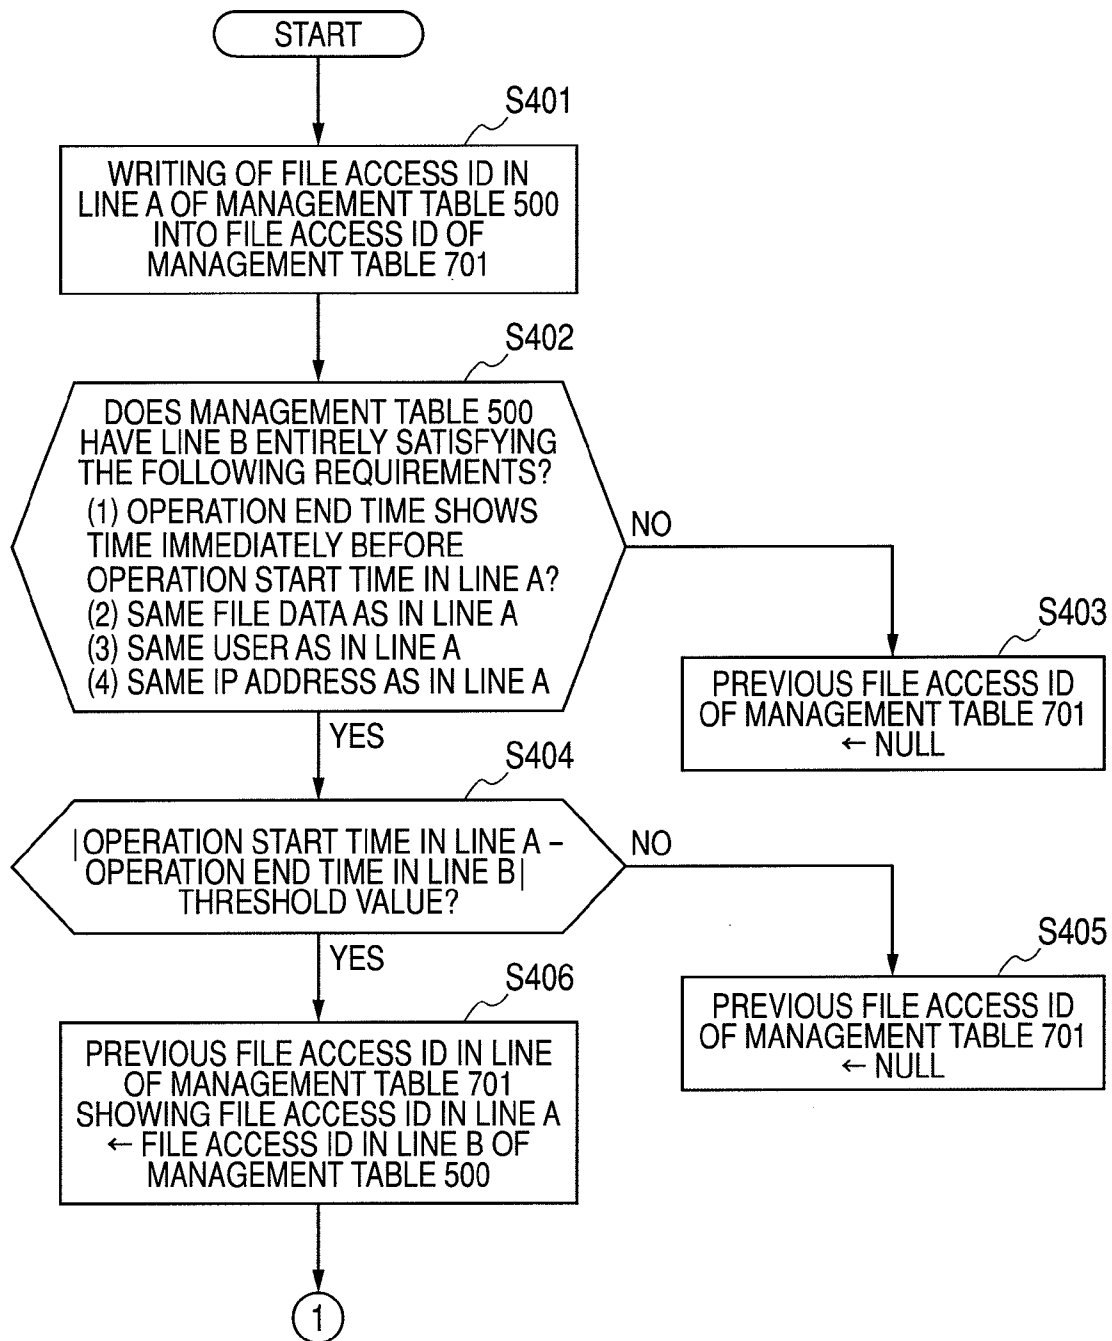 START
S401
WRITING OF FILE ACCESS ID IN
LINE A OF MANAGEMENT TABLE 500
INTO FILE ACCESS ID OF
MANAGEMENT TABLE 701
S402
DOES MANAGEMENT TABLE 500
HAVE LINE B ENTIRELY SATISFYING
THE FOLLOWING REQUIREMENTS?
(1) OPERATION END TIME SHOWS
TIME IMMEDIATELY BEFORE
OPERATION START TIME IN LINE A?
(2) SAME FILE DATA AS IN LINE A
(3) SAME USER AS IN LINE A
(4) SAME IP ADDRESS AS IN LINE A
NO
S403
PREVIOUS FILE ACCESS ID
OF MANAGEMENT TABLE 701
← NULL
YES
S404
|OPERATION START TIME IN LINE A –
OPERATION END TIME IN LINE B|
THRESHOLD VALUE?
NO
S405
PREVIOUS FILE ACCESS ID
OF MANAGEMENT TABLE 701
← NULL
YES
S406
PREVIOUS FILE ACCESS ID IN LINE
OF MANAGEMENT TABLE 701
SHOWING FILE ACCESS ID IN LINE A
← FILE ACCESS ID IN LINE B OF
MANAGEMENT TABLE 500
1